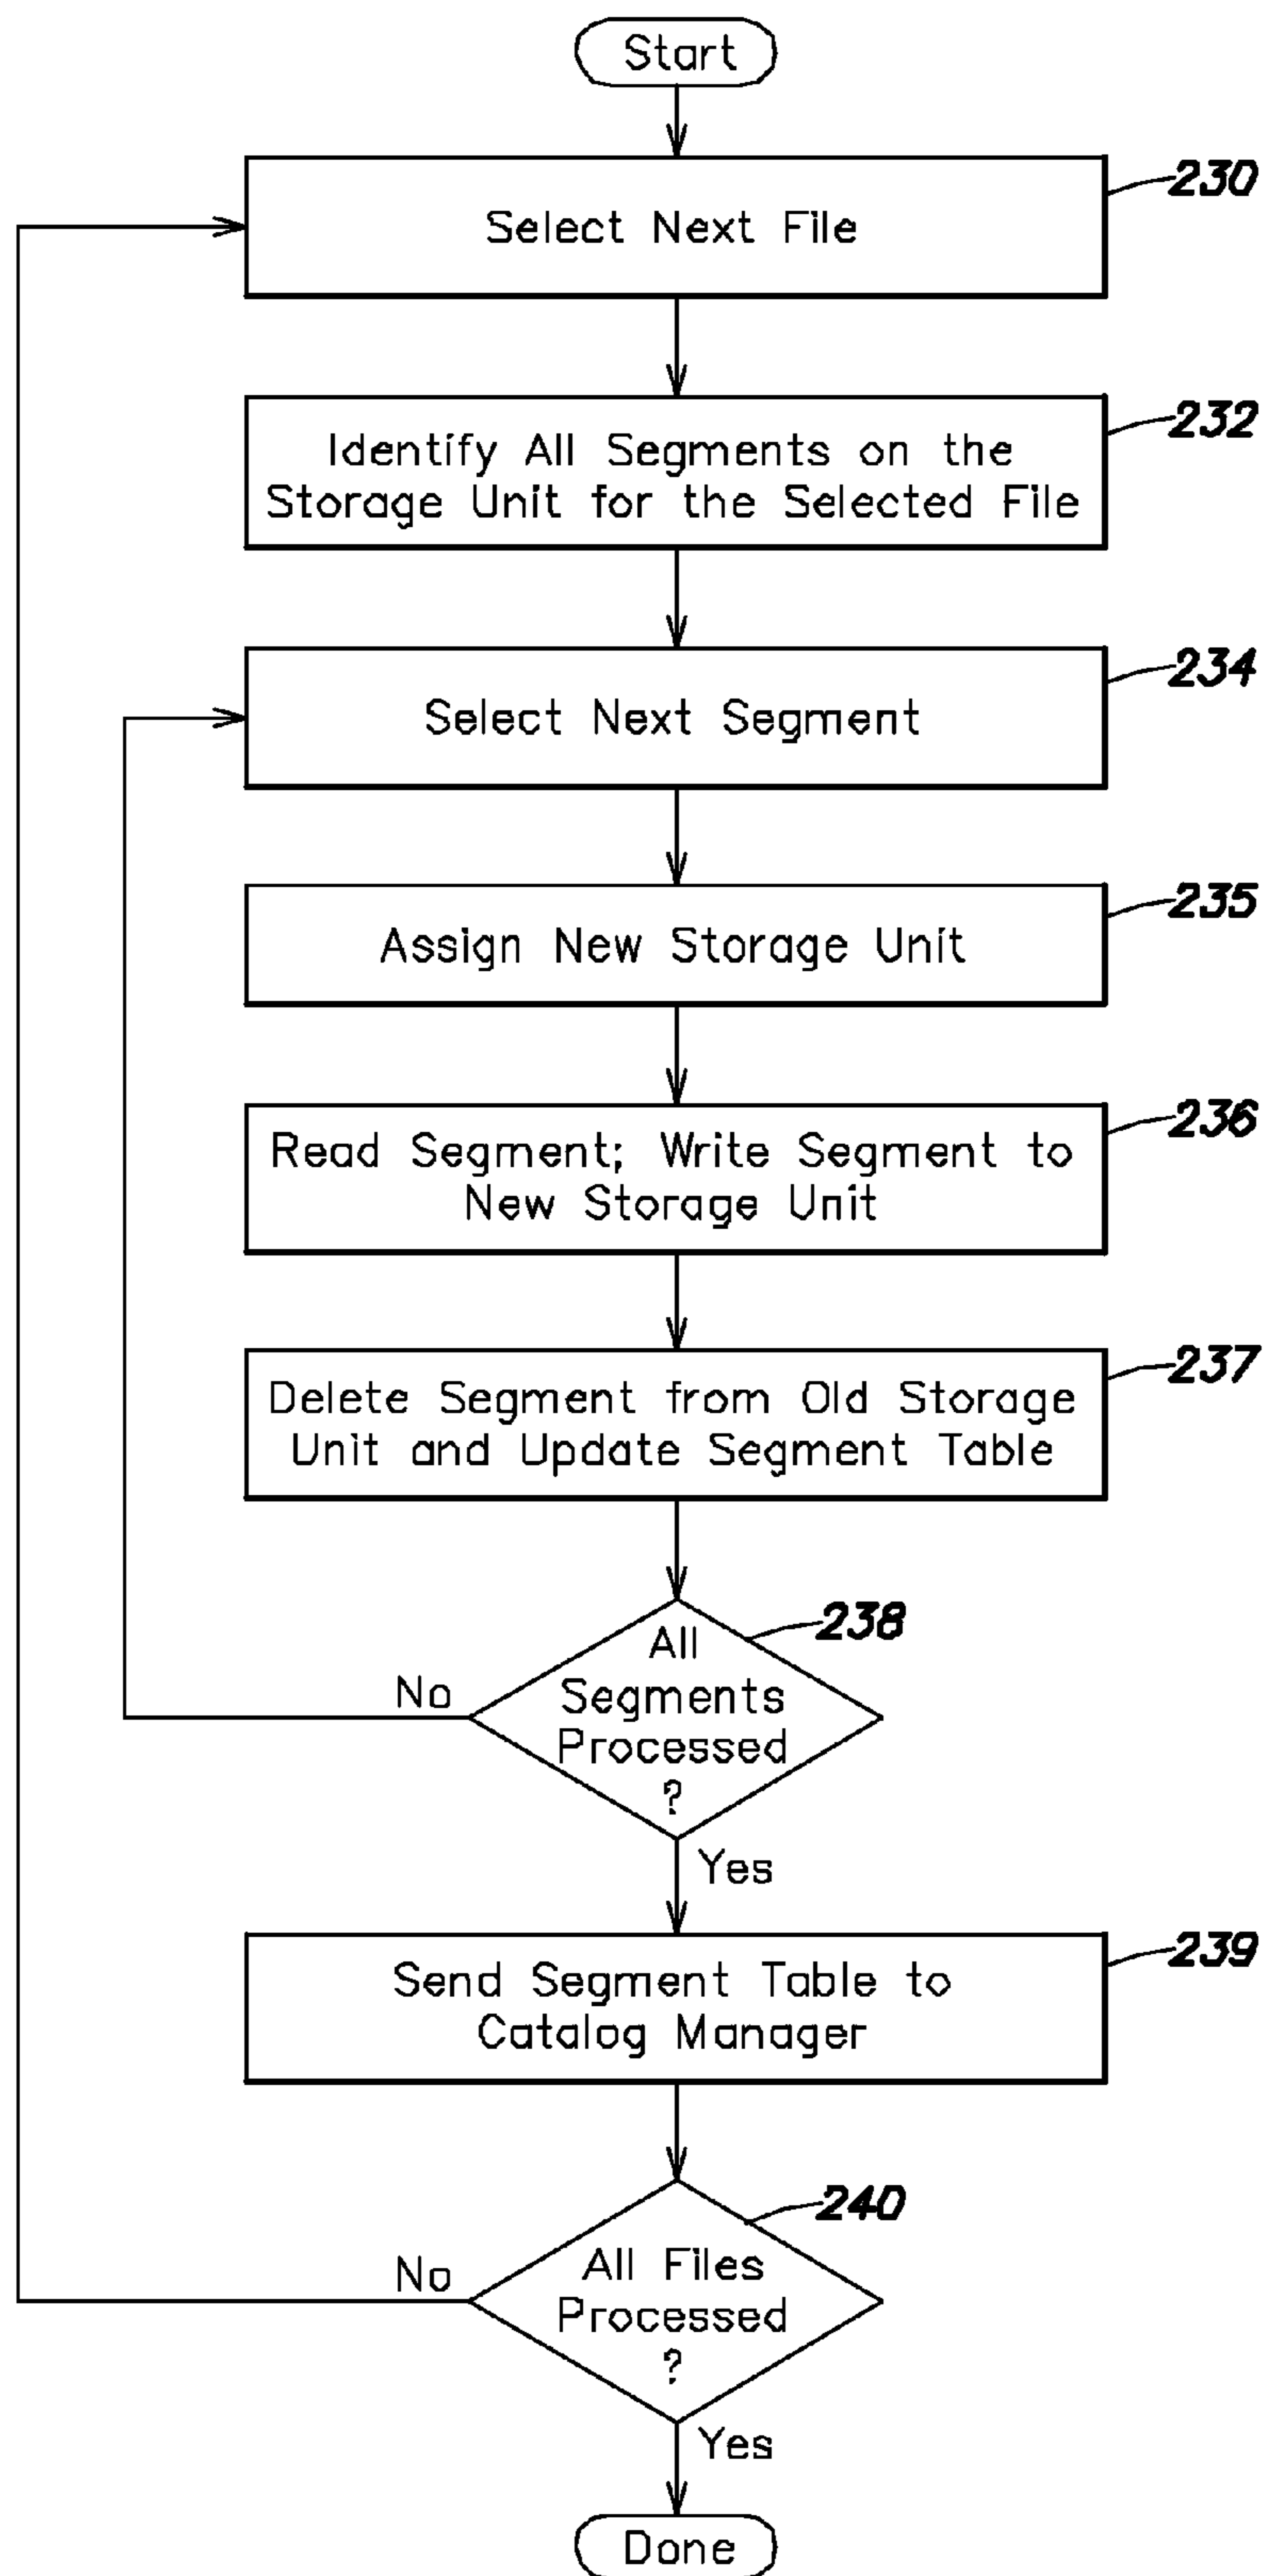 Start
230
Select Next File
232
Identify All Segments on the
Storage Unit for the Selected File
234
Select Next Segment
235
Assign New Storage Unit
236
Read Segment; Write Segment to
New Storage Unit
237
Delete Segment from Old Storage
Unit and Update Segment Table
238
All
Segments
Processed
?
No
Yes
239
Send Segment Table to
Catalog Manager
240
All Files
Processed
?
No
Yes
Done